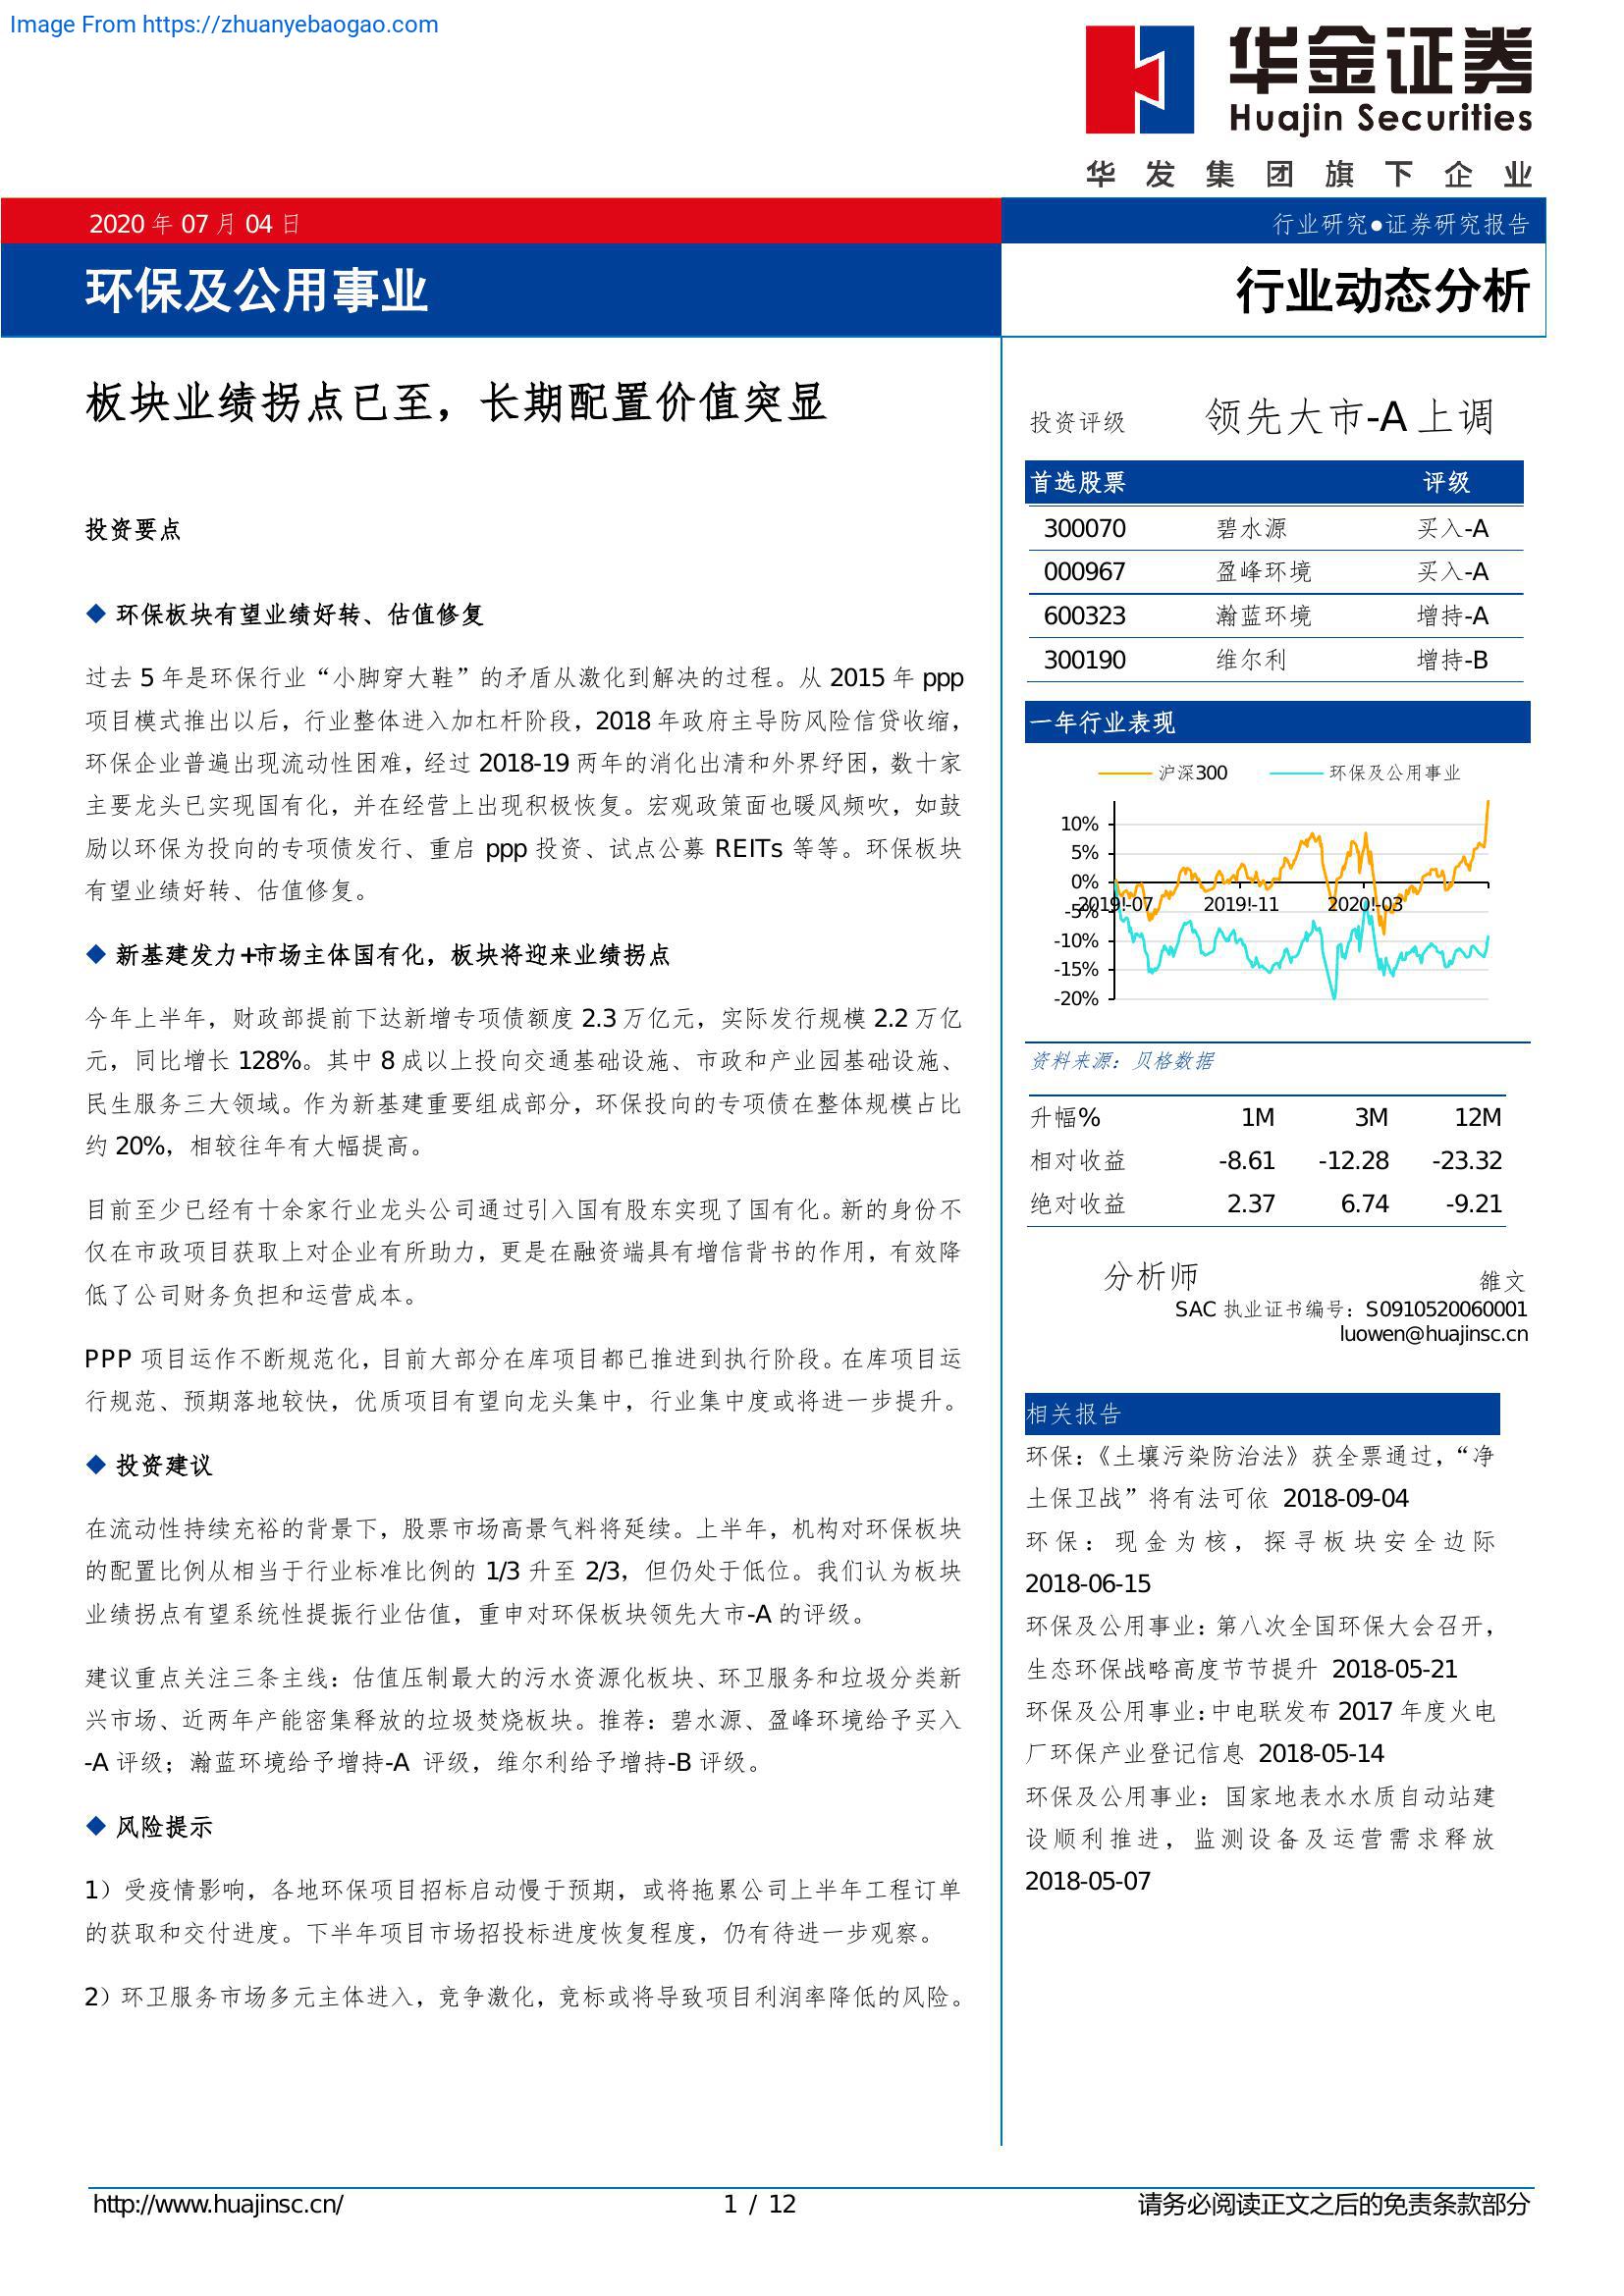 Image From https://zhuanyebaogao.com
华金证券
Huajin Securities
华发集团旗下企业
2020 年 07 月 04 日
行业研究●证券研究报告
环保及公用事业
行业动态分析
板块业绩拐点已至，长期配置价值突显
投资要点
◆ 环保板块有望业绩好转、估值修复
过去 5 年是环保行业“小脚穿大鞋”的矛盾从激化到解决的过程。从 2015 年 ppp
项目模式推出以后，行业整体进入加杠杆阶段，2018 年政府主导防风险信贷收缩，
环保企业普遍出现流动性困难，经过 2018-19 两年的消化出清和外界纾困，数十家
主要龙头已实现国有化，并在经营上出现积极恢复。宏观政策面也暖风频吹，如鼓
励以环保为投向的专项债发行、重启 ppp 投资、试点公募 REITs 等等。环保板块
有望业绩好转、估值修复。
◆ 新基建发力+市场主体国有化，板块将迎来业绩拐点
今年上半年，财政部提前下达新增专项债额度 2.3 万亿元，实际发行规模 2.2 万亿
元，同比增长 128%。其中 8 成以上投向交通基础设施、市政和产业园基础设施、
民生服务三大领域。作为新基建重要组成部分，环保投向的专项债在整体规模占比
约 20%，相较往年有大幅提高。
目前至少已经有十余家行业龙头公司通过引入国有股东实现了国有化。新的身份不
仅在市政项目获取上对企业有所助力，更是在融资端具有增信背书的作用，有效降
低了公司财务负担和运营成本。
PPP 项目运作不断规范化，目前大部分在库项目都已推进到执行阶段。在库项目运
行规范、预期落地较快，优质项目有望向龙头集中，行业集中度或将进一步提升。
◆ 投资建议
在流动性持续充裕的背景下，股票市场高景气料将延续。上半年，机构对环保板块
的配置比例从相当于行业标准比例的 1/3 升至 2/3，但仍处于低位。我们认为板块
业绩拐点有望系统性提振行业估值，重申对环保板块领先大市-A 的评级。
建议重点关注三条主线：估值压制最大的污水资源化板块、环卫服务和垃圾分类新
兴市场、近两年产能密集释放的垃圾焚烧板块。推荐：碧水源、盈峰环境给予买入
-A 评级；瀚蓝环境给予增持-A 评级，维尔利给予增持-B 评级。
◆ 风险提示
1）受疫情影响，各地环保项目招标启动慢于预期，或将拖累公司上半年工程订单
的获取和交付进度。下半年项目市场招投标进度恢复程度，仍有待进一步观察。
2）环卫服务市场多元主体进入，竞争激化，竞标或将导致项目利润率降低的风险。
投资评级 领先大市-A 上调
首选股票 评级
300070 碧水源 买入-A
000967 盈峰环境 买入-A
600323 瀚蓝环境 增持-A
300190 维尔利 增持-B
一年行业表现
沪深300 环保及公用事业
10%
5%
0%
-5%
2019!-07 2019!-11 2020!-03
-10%
-15%
-20%
资料来源：贝格数据
升幅% 1M 3M 12M
相对收益 -8.61 -12.28 -23.32
绝对收益 2.37 6.74 -9.21
分析师 雒文
SAC 执业证书编号：S0910520060001
luowen@huajinsc.cn
相关报告
环保：《土壤污染防治法》获全票通过，“净
土保卫战”将有法可依 2018-09-04
环保：现金为核，探寻板块安全边际
2018-06-15
环保及公用事业：第八次全国环保大会召开，
生态环保战略高度节节提升 2018-05-21
环保及公用事业：中电联发布 2017 年度火电
厂环保产业登记信息 2018-05-14
环保及公用事业：国家地表水水质自动站建
设顺利推进，监测设备及运营需求释放
2018-05-07
http://www.huajinsc.cn/ 1 / 12 请务必阅读正文之后的免责条款部分